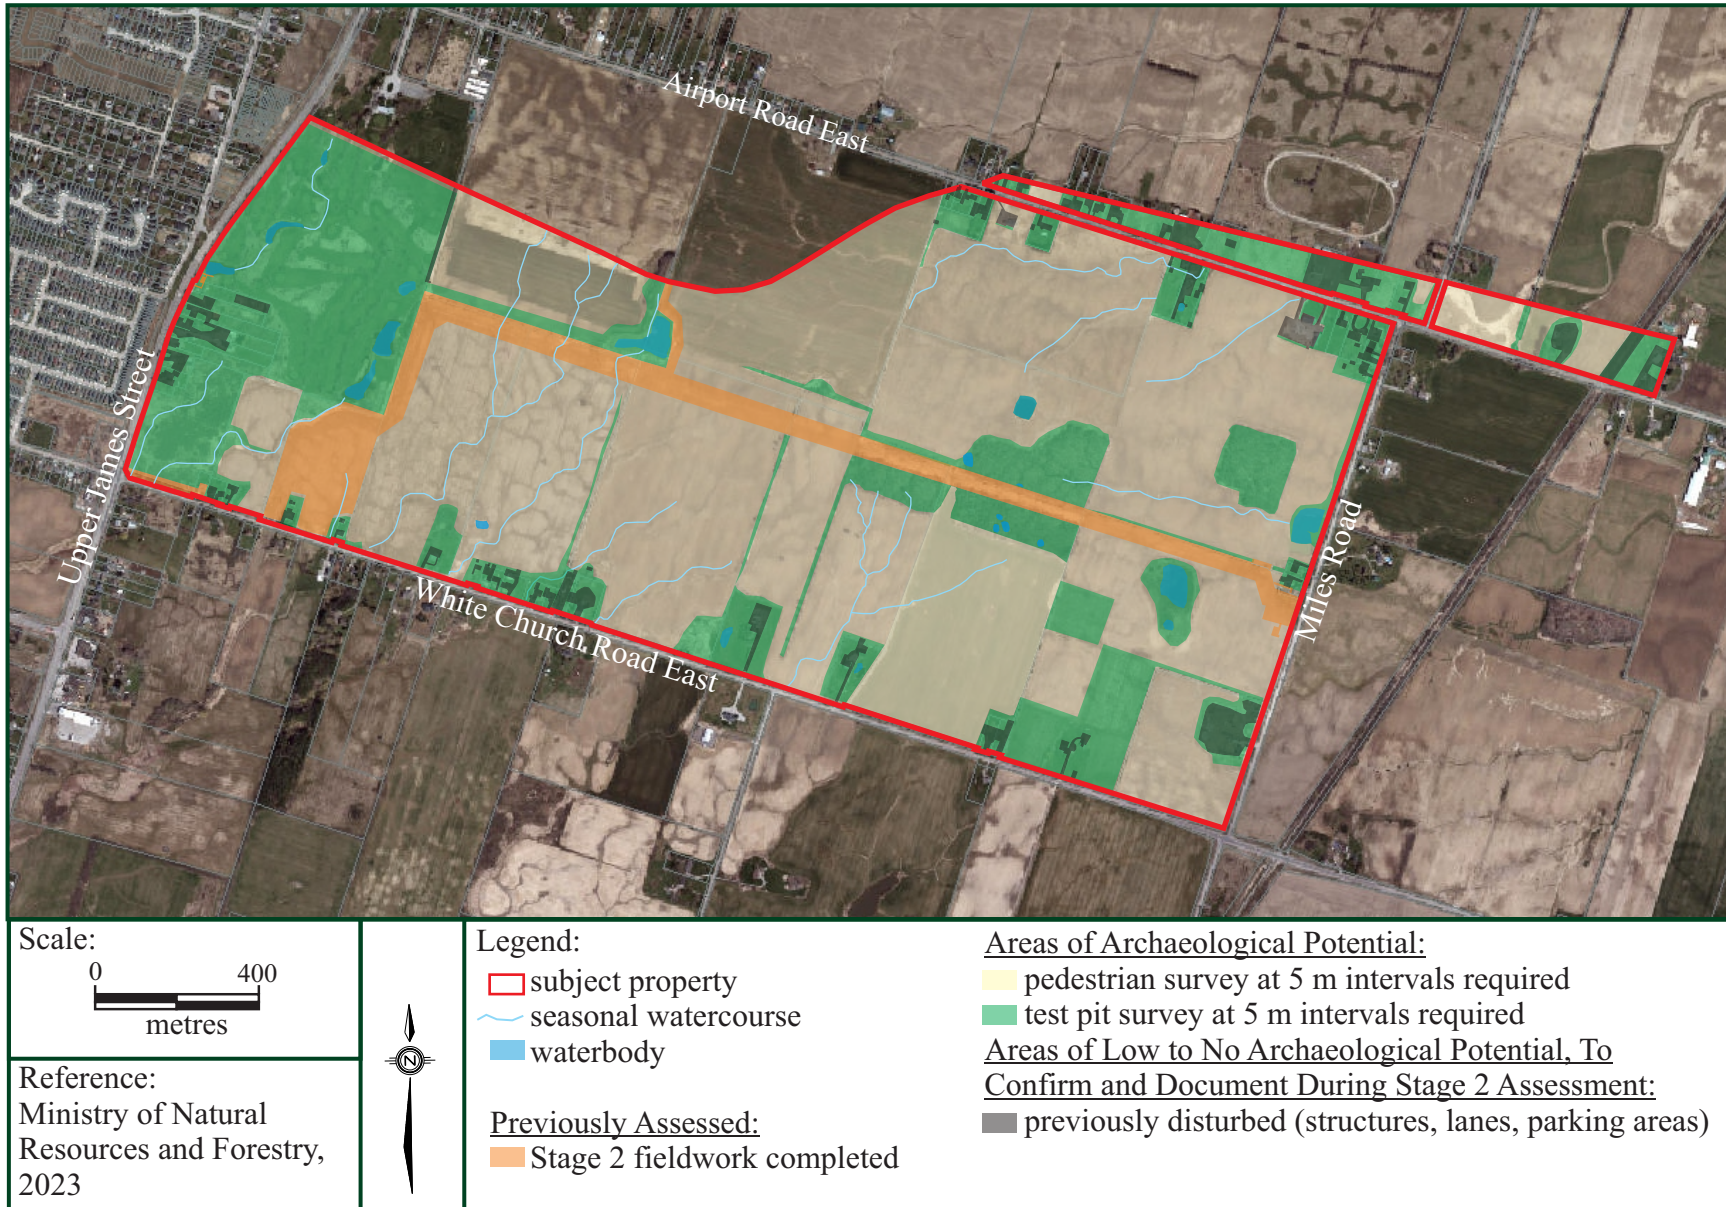 Airport Road East
Upper James Street
White Church Road East
Miles Road
Scale:
0 400
metres
Reference:
Ministry of Natural
Resources and Forestry,
2023
N
Legend:
subject property
seasonal watercourse
waterbody
Previously Assessed:
Stage 2 fieldwork completed
Areas of Archaeological Potential:
pedestrian survey at 5 m intervals required
test pit survey at 5 m intervals required
Areas of Low to No Archaeological Potential, To
Confirm and Document During Stage 2 Assessment:
previously disturbed (structures, lanes, parking areas)